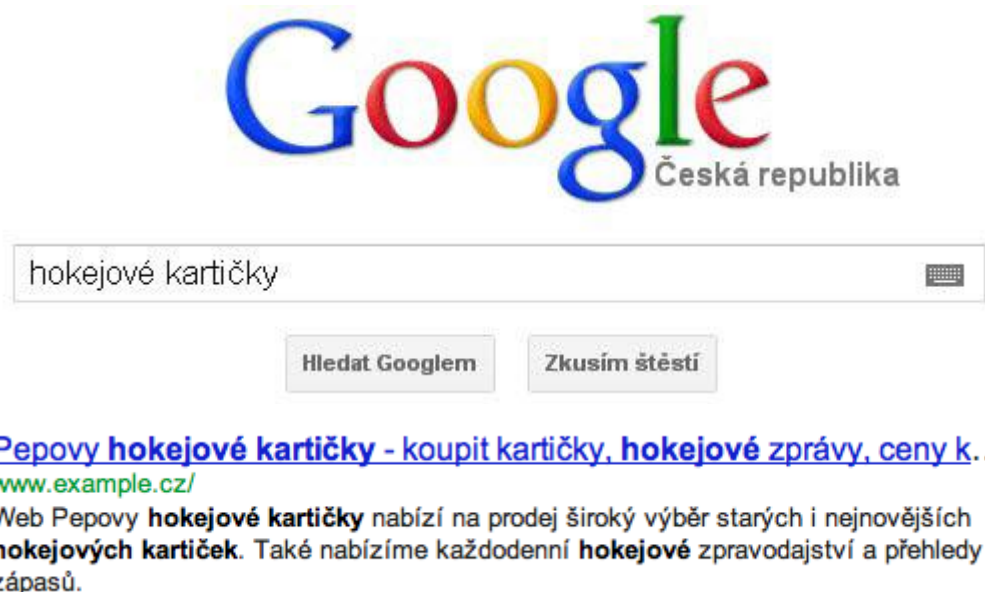 Google
Česká republika
hokejové kartičky
Hledat Googlem Zkusím štěstí
Pepovy hokejové kartičky - koupit kartičky, hokejové zprávy, ceny k..
www.example.cz/
Web Pepovy hokejové kartičky nabízí na prodej široký výběr starých i nejnovějších
hokejových kartiček. Také nabízíme každodenní hokejové zpravodajství a přehledy
zápasů.